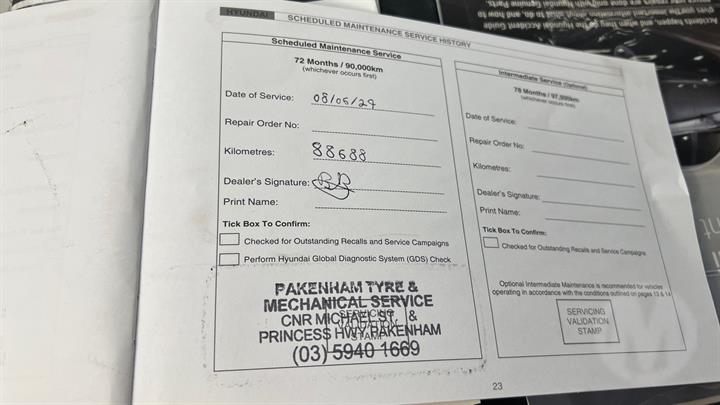 HYUNDAI SCHEDULED MAINTENANCE SERVICE HISTORY
Scheduled Maintenance Service
72 Months / 90,000km
(whichever occurs first)
Date of Service: 08/05/24
Repair Order No:
Kilometres: 88688
Dealer's Signature:
Print Name:
Tick Box To Confirm:
Checked for Outstanding Recalls and Service Campaigns
Perform Hyundai Global Diagnostic System (GDS) Check
SERVICING
VALIDATION
STAMP
PAKENHAM TYRE &
MECHANICAL SERVICE
CNR MICHAEL ST. &
PRINCESS HWY PAKENHAM
(03) 5940 1669
Intermediate Service (Optional)
78 Months / 97,500km
(whichever occurs first)
Date of Service:
Repair Order No:
Kilometres:
Dealer's Signature:
Print Name:
Tick Box To Confirm:
Checked for Outstanding Recalls and Service Campaigns
Optional Intermediate Maintenance is recommended for vehicles
operating in accordance with the conditions outlined on pages 13 & 14
SERVICING
VALIDATION
STAMP
23